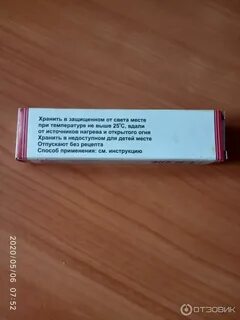 Хранить в защищенном от света месте
при температуре не выше 25°С, вдали
от источников нагрева и открытого огня
Хранить в недоступном для детей месте
Отпускают без рецепта
Способ применения: см. инструкцию
2020/05/06 07:52
ОТЗОВИК